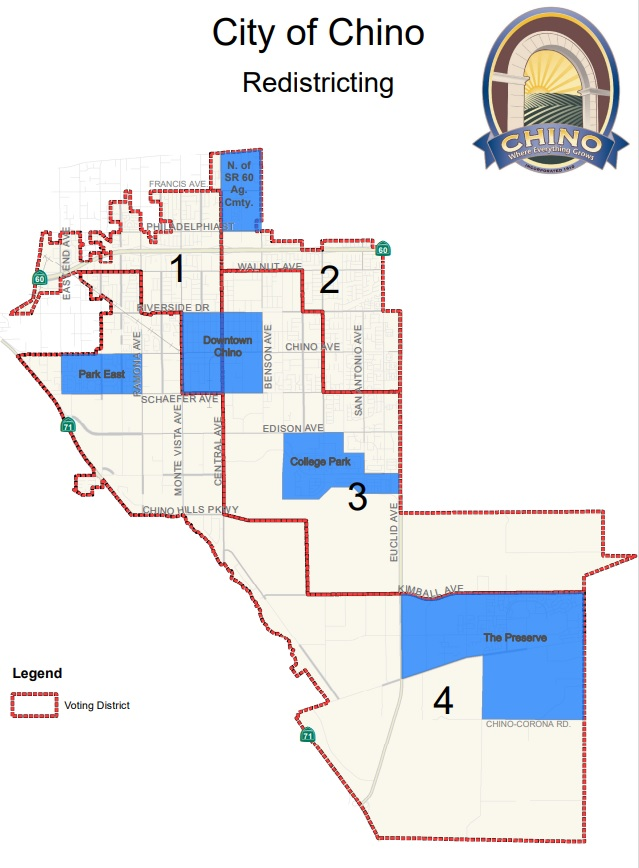 City of Chino
Redistricting
CHINO
Where Everything Grows
INCORPORATED 1910
N. of
SR 60
Ag.
Cmty.
FRANCIS AVE
PHILADELPHIA ST
EAST END AVE
60
1
WALNUT AVE
2
60
RIVERSIDE DR
Downtown
Chino
CHINO AVE
BENSON AVE
SAN ANTONIO AVE
RAMONA AVE
Park East
SCHAEFER AVE
MONTE VISTA AVE
CENTRAL AVE
71
EDISON AVE
College Park
3
CHINO HILLS PKWY
EUCLID AVE
KIMBALL AVE
The Preserve
4
CHINO-CORONA RD.
71
Legend
Voting District